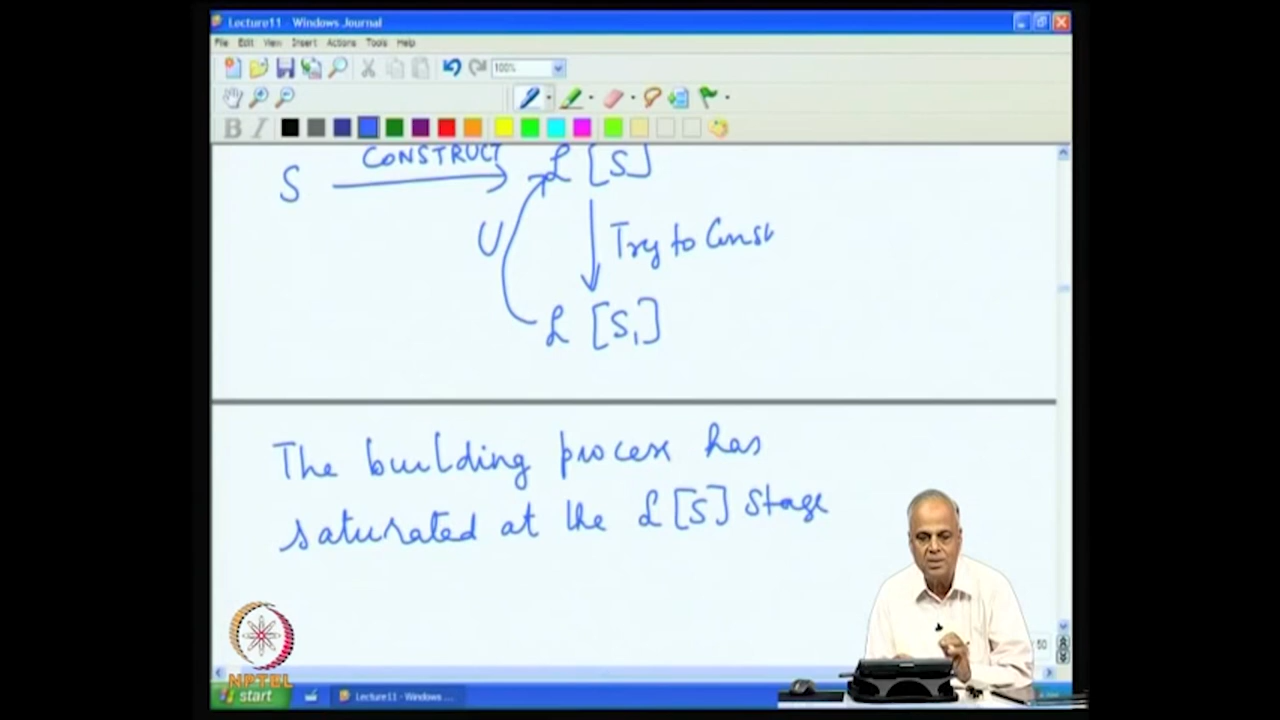 Lecture11 - Windows Journal
File Edit View Insert Actions Tools Help
100%
B I
CONSTRUCT
S L [S]
U Try to Const
L [S1]
The building process has
saturated at the L [S] Stage
50
NPTEL
start Lecture11 - Windows ...